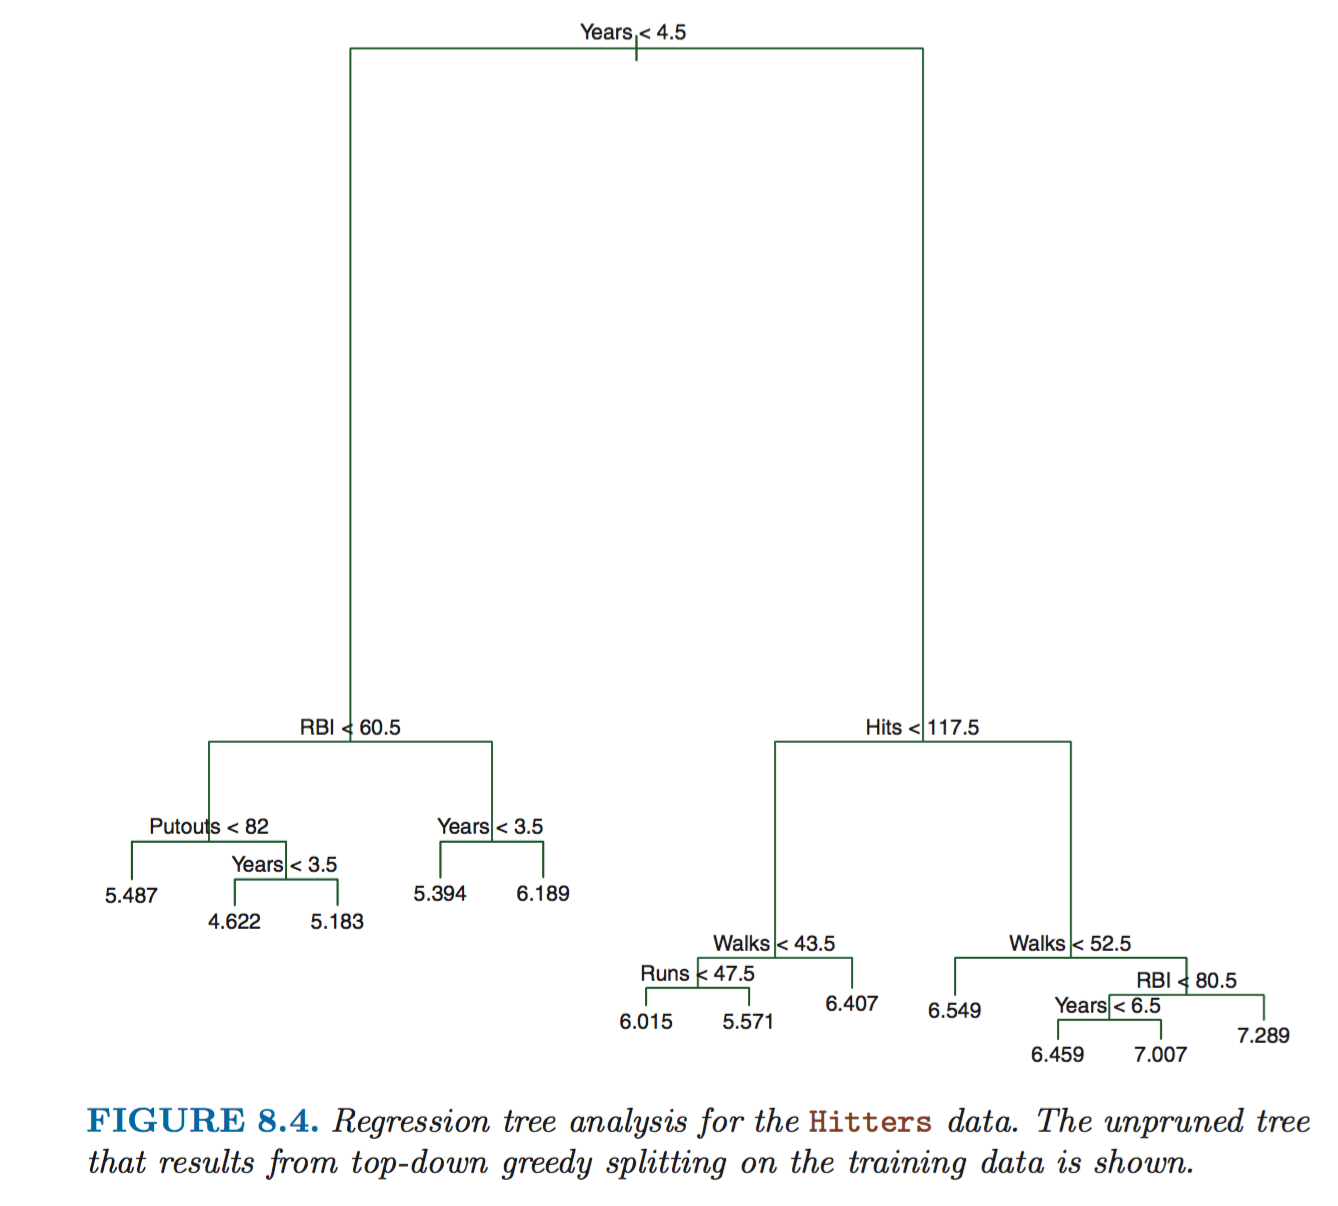 Years < 4.5
RBI < 60.5
Hits < 117.5
Putouts < 82
Years < 3.5
Years < 3.5
5.487
5.394
6.189
4.622
5.183
Walks < 43.5
Walks < 52.5
Runs < 47.5
RBI < 80.5
6.407
6.549
Years < 6.5
6.015
5.571
7.289
6.459
7.007
FIGURE 8.4. Regression tree analysis for the Hitters data. The unpruned tree
that results from top-down greedy splitting on the training data is shown.